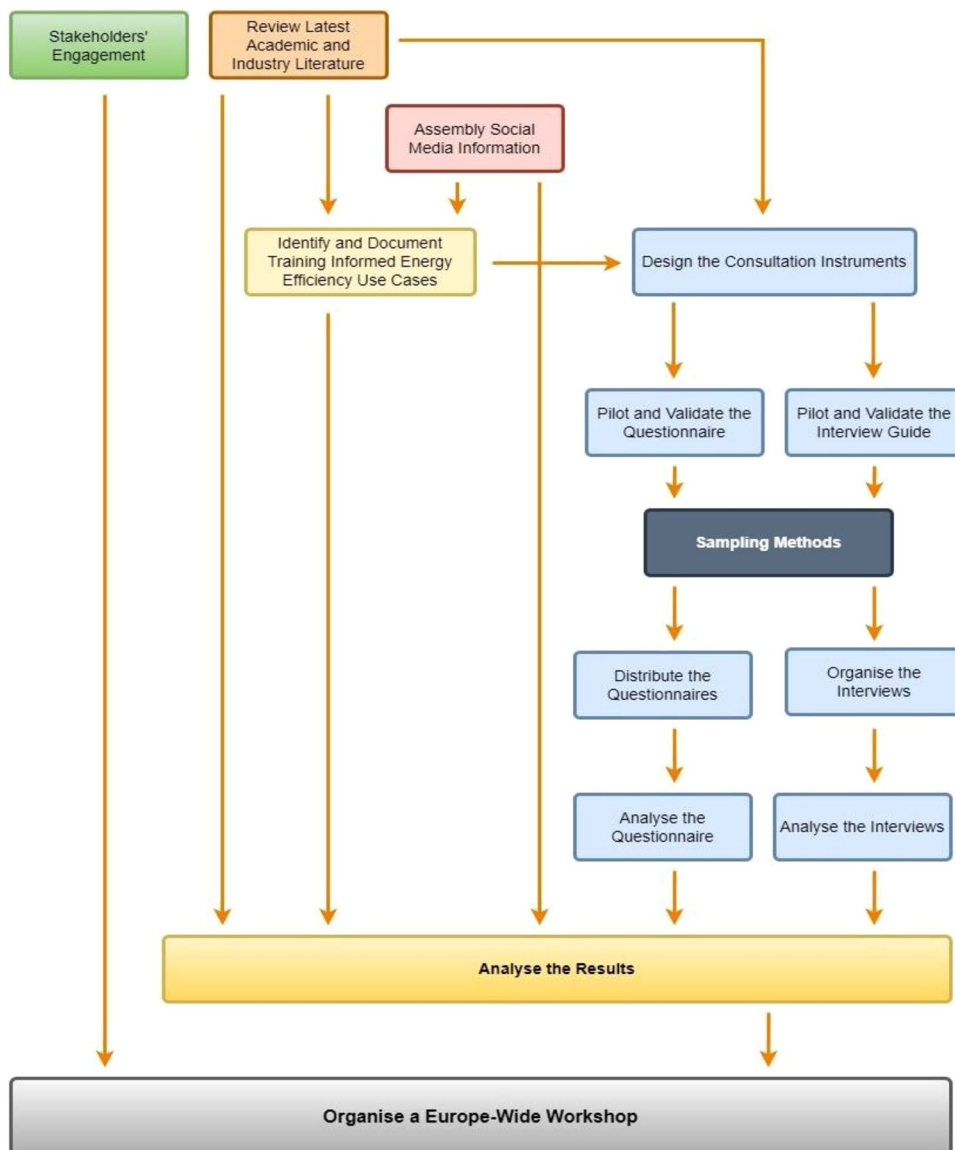 Stakeholders'
Engagement
Review Latest
Academic and
Industry Literature
Assembly Social
Media Information
Identify and Document
Training Informed Energy
Efficiency Use Cases
Design the Consultation Instruments
Pilot and Validate the
Questionnaire
Pilot and Validate the
Interview Guide
Sampling Methods
Distribute the
Questionnaires
Organise the
Interviews
Analyse the
Questionnaire
Analyse the Interviews
Analyse the Results
Organise a Europe-Wide Workshop